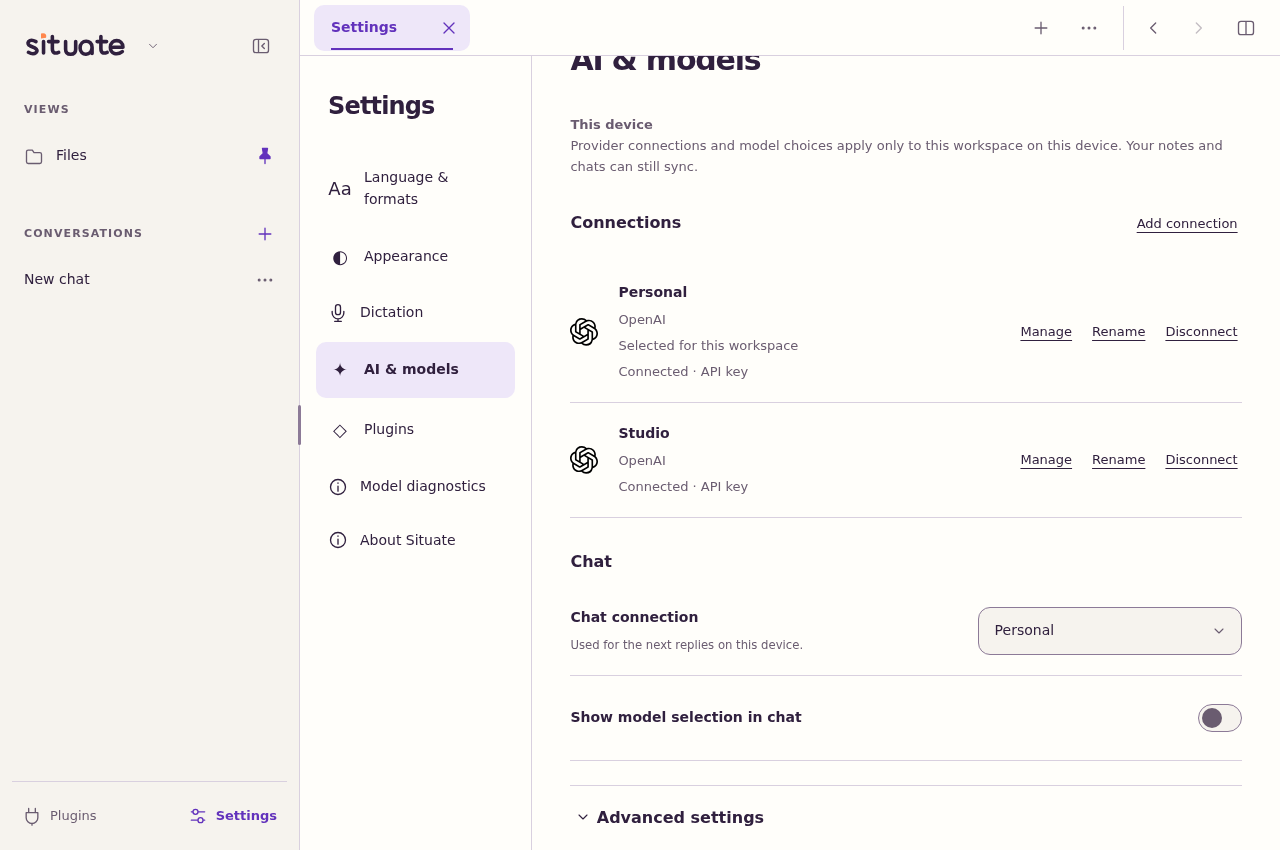 situate
VIEWS
Files
CONVERSATIONS
New chat
Plugins
Settings
Settings
Settings
Aa
Language &
formats
Appearance
Dictation
AI & models
Plugins
Model diagnostics
About Situate
AI & models
This device
Provider connections and model choices apply only to this workspace on this device. Your notes and
chats can still sync.
Connections
Add connection
Personal
OpenAI
Selected for this workspace
Connected · API key
Manage Rename Disconnect
Studio
OpenAI
Connected · API key
Manage Rename Disconnect
Chat
Chat connection
Used for the next replies on this device.
Personal
Show model selection in chat
Advanced settings